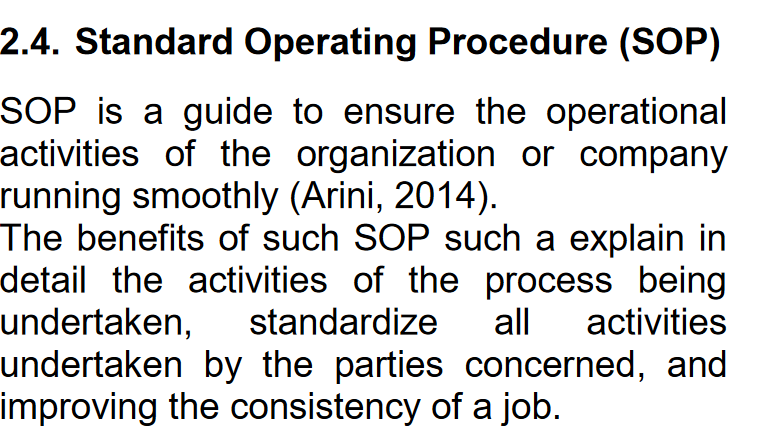 2.4. Standard Operating Procedure (SOP)
SOP is a guide to ensure the operational
activities of the organization or company
running smoothly (Arini, 2014).
The benefits of such SOP such a explain in
detail the activities of the process being
undertaken, standardize all activities
undertaken by the parties concerned, and
improving the consistency of a job.